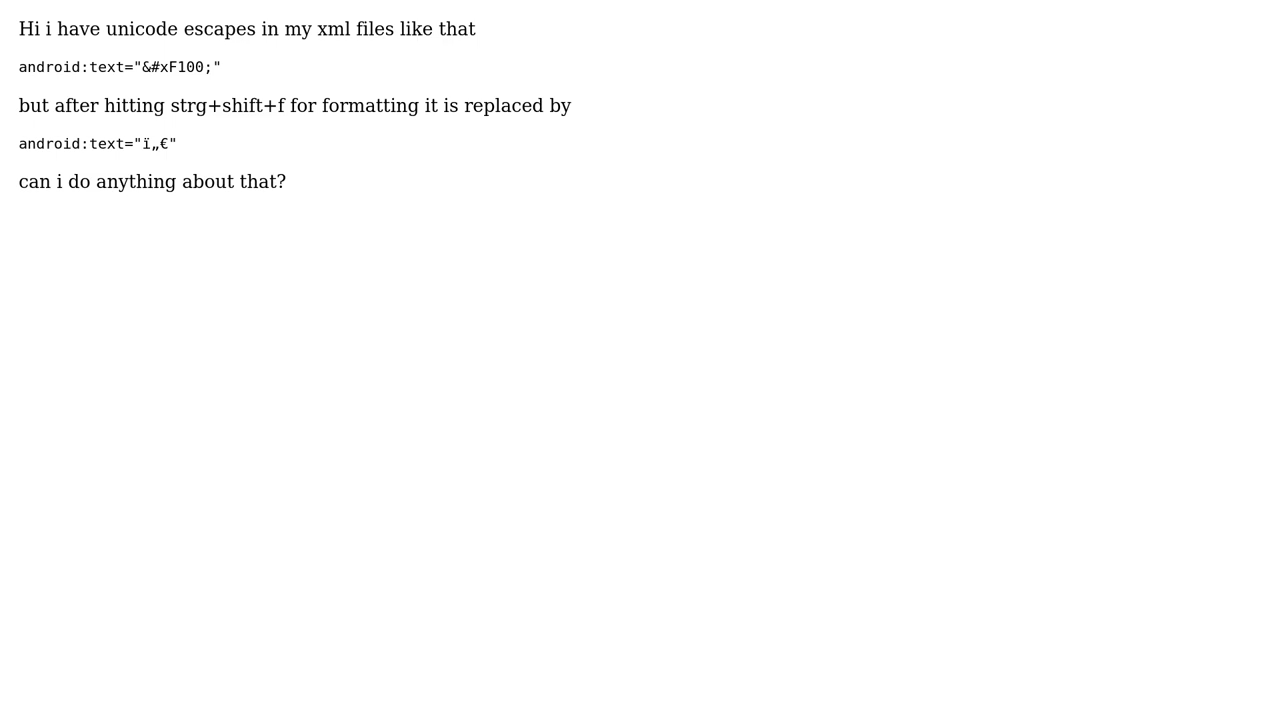 Hi i have unicode escapes in my xml files like that
android:text="&#xF100;"
but after hitting strg+shift+f for formatting it is replaced by
android:text="ï„€"
can i do anything about that?